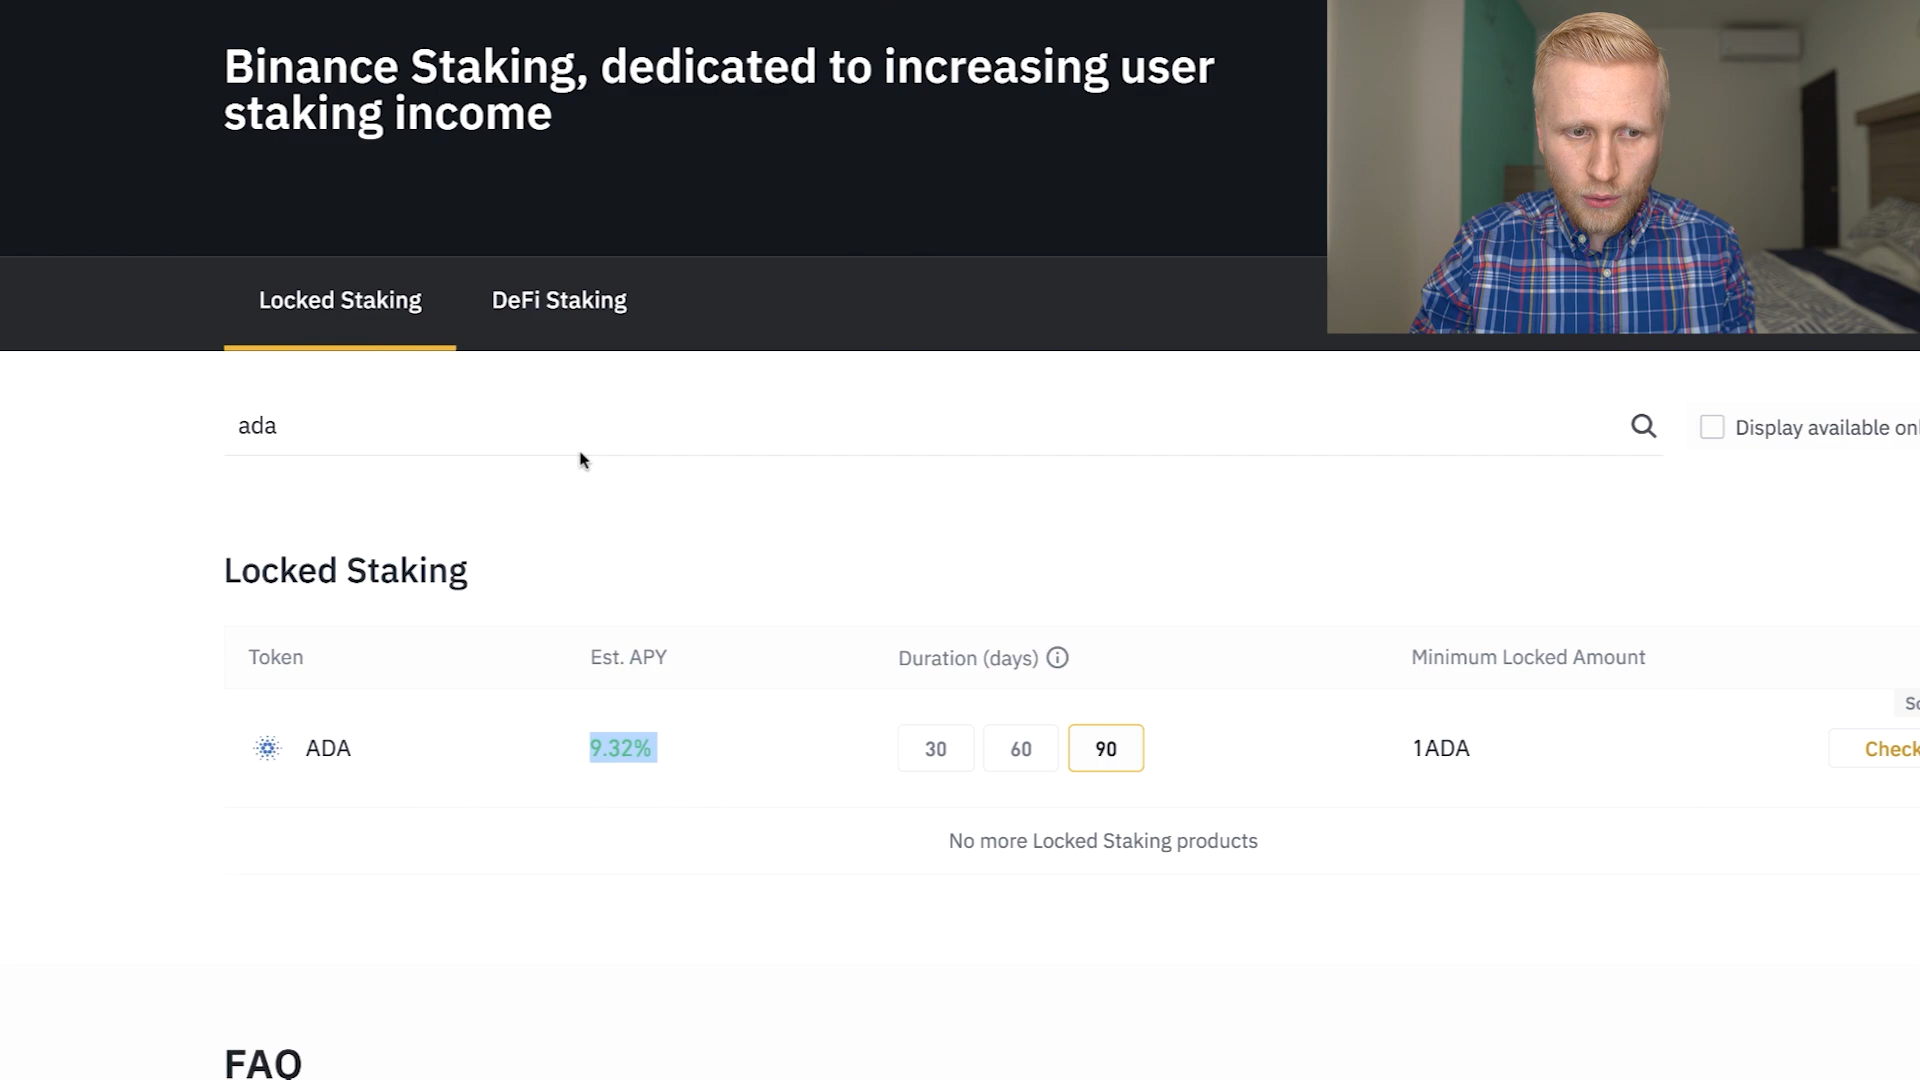 Binance Staking, dedicated to increasing user
staking income
Locked Staking
DeFi Staking
ada
Display available
Locked Staking
Token
Est. APY
Duration (days)
Minimum Locked Amount
ADA
9.32%
30
60
90
1ADA
Check
No more Locked Staking products
FAQ